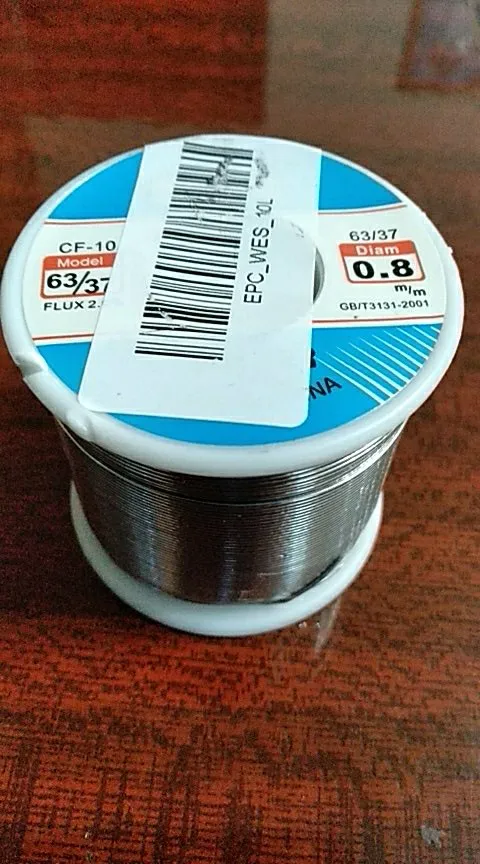 CF-10
Model
63/37
FLUX 2.
EPC_WES_10L
63/37
Diam
0.8
m/m
GB/T3131-2001
NA